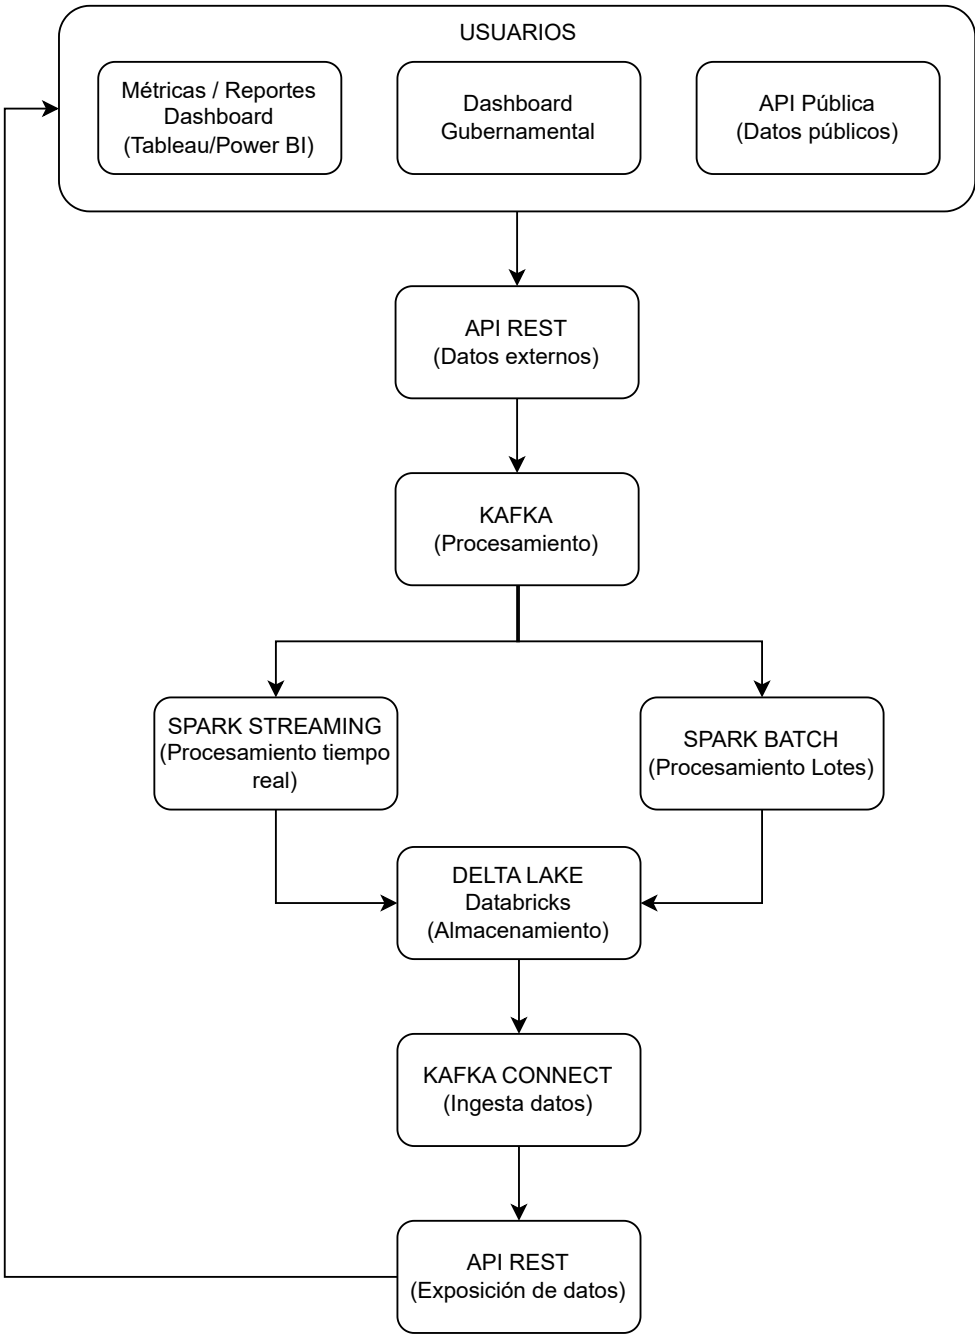 USUARIOS
Métricas / Reportes
Dashboard
(Tableau/Power BI)
Dashboard
Gubernamental
API Pública
(Datos públicos)
API REST
(Datos externos)
KAFKA
(Procesamiento)
SPARK STREAMING
(Procesamiento tiempo
real)
SPARK BATCH
(Procesamiento Lotes)
DELTA LAKE
Databricks
(Almacenamiento)
KAFKA CONNECT
(Ingesta datos)
API REST
(Exposición de datos)